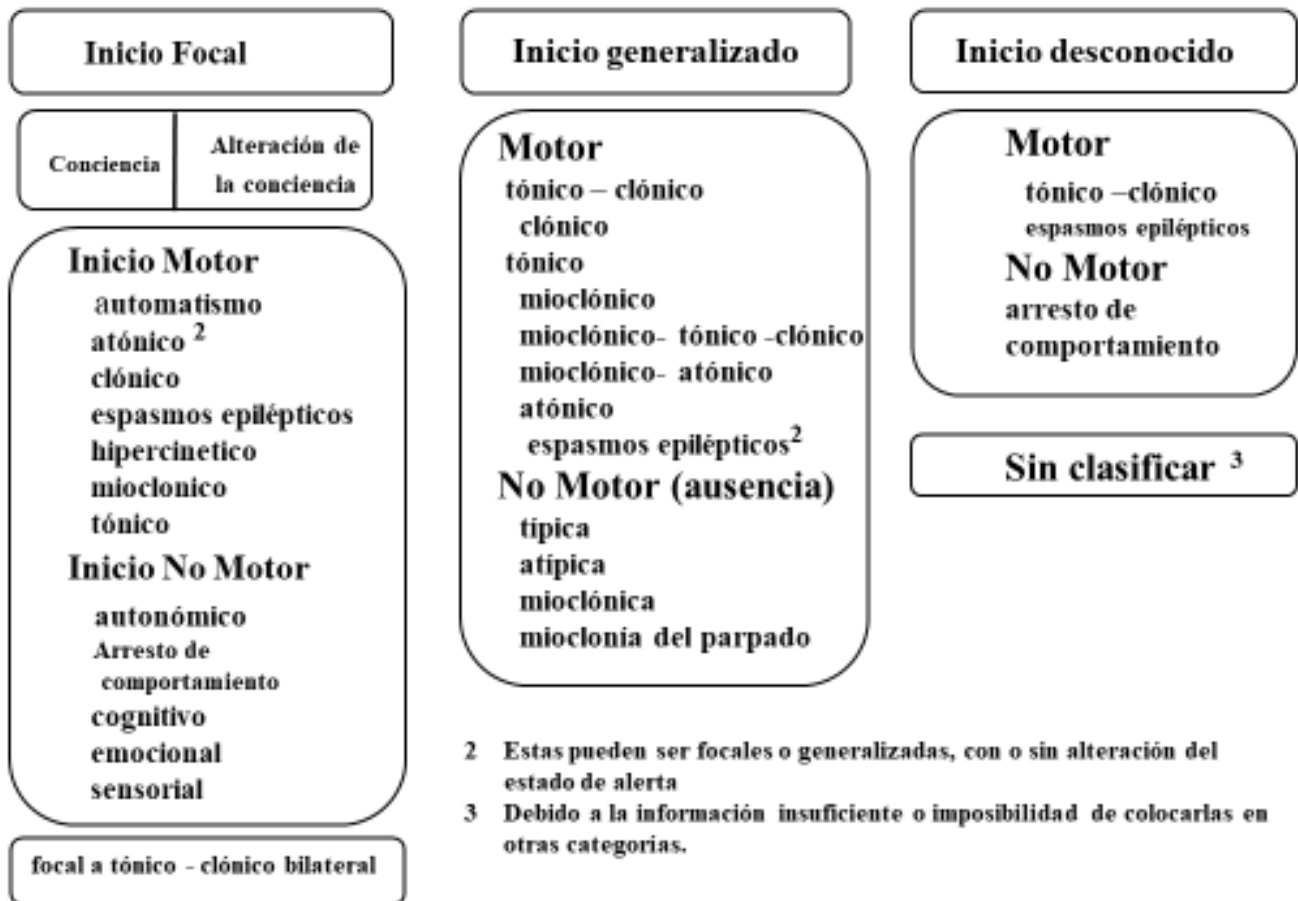 Inicio Focal
Conciencia
Alteración de
la conciencia
Inicio Motor
automatismo
atónico ²
clónico
espasmos epilépticos
hipercinetico
mioclonico
tónico
Inicio No Motor
autonómico
Arresto de
comportamiento
cognitivo
emocional
sensorial
focal a tónico - clónico bilateral
Inicio generalizado
Motor
tónico – clónico
clónico
tónico
mioclónico
mioclónico- tónico -clónico
mioclónico- atónico
atónico
espasmos epilépticos²
No Motor (ausencia)
típica
atípica
mioclónica
mioclonía del parpado
Inicio desconocido
Motor
tónico –clónico
espasmos epilépticos
No Motor
arresto de
comportamiento
Sin clasificar ³
2 Estas pueden ser focales o generalizadas, con o sin alteración del
estado de alerta
3 Debido a la información insuficiente o imposibilidad de colocarlas en
otras categorias.